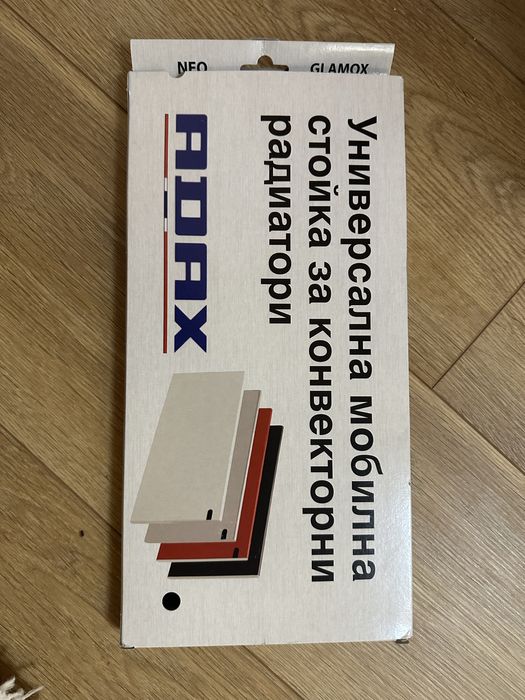 NEO
GLAMOX
Универсална мобилна
стойка за конвекторни
радиатори
ADAX